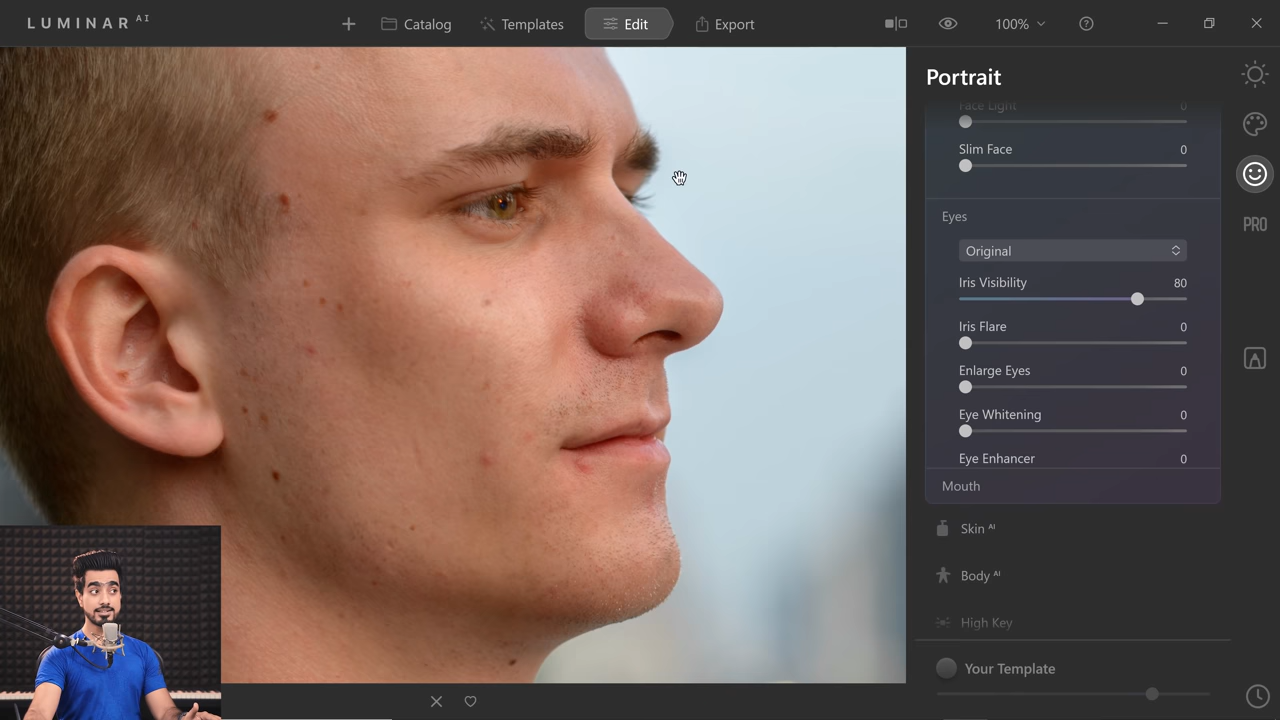 LUMINAR AI
Catalog
Templates
Edit
Export
100%
Portrait
Face Light 0
Slim Face 0
Eyes
Original
Iris Visibility 80
Iris Flare 0
Enlarge Eyes 0
Eye Whitening 0
Eye Enhancer 0
Mouth
Skin AI
Body AI
High Key
Your Template
PRO